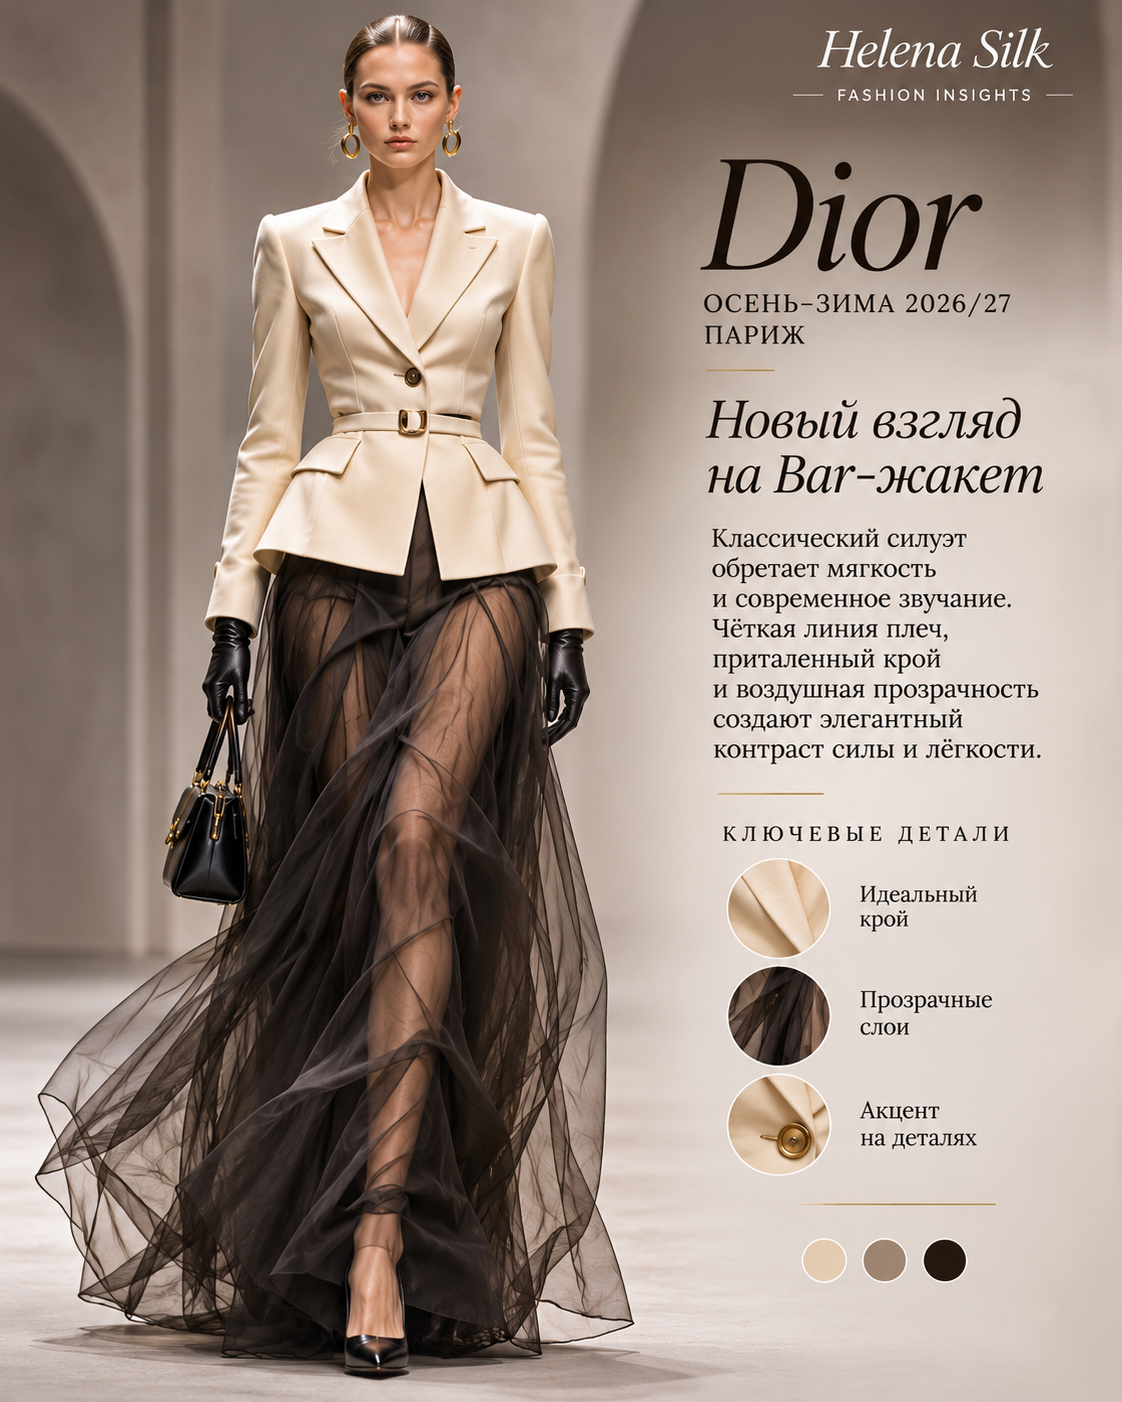 Helena Silk
FASHION INSIGHTS
Dior
ОСЕНЬ–ЗИМА 2026/27
ПАРИЖ
Новый взгляд
на Bar-жакет
Классический силуэт
обретает мягкость
и современное звучание.
Чёткая линия плеч,
приталенный крой
и воздушная прозрачность
создают элегантный
контраст силы и лёгкости.
КЛЮЧЕВЫЕ ДЕТАЛИ
Идеальный
крой
Прозрачные
слои
Акцент
на деталях